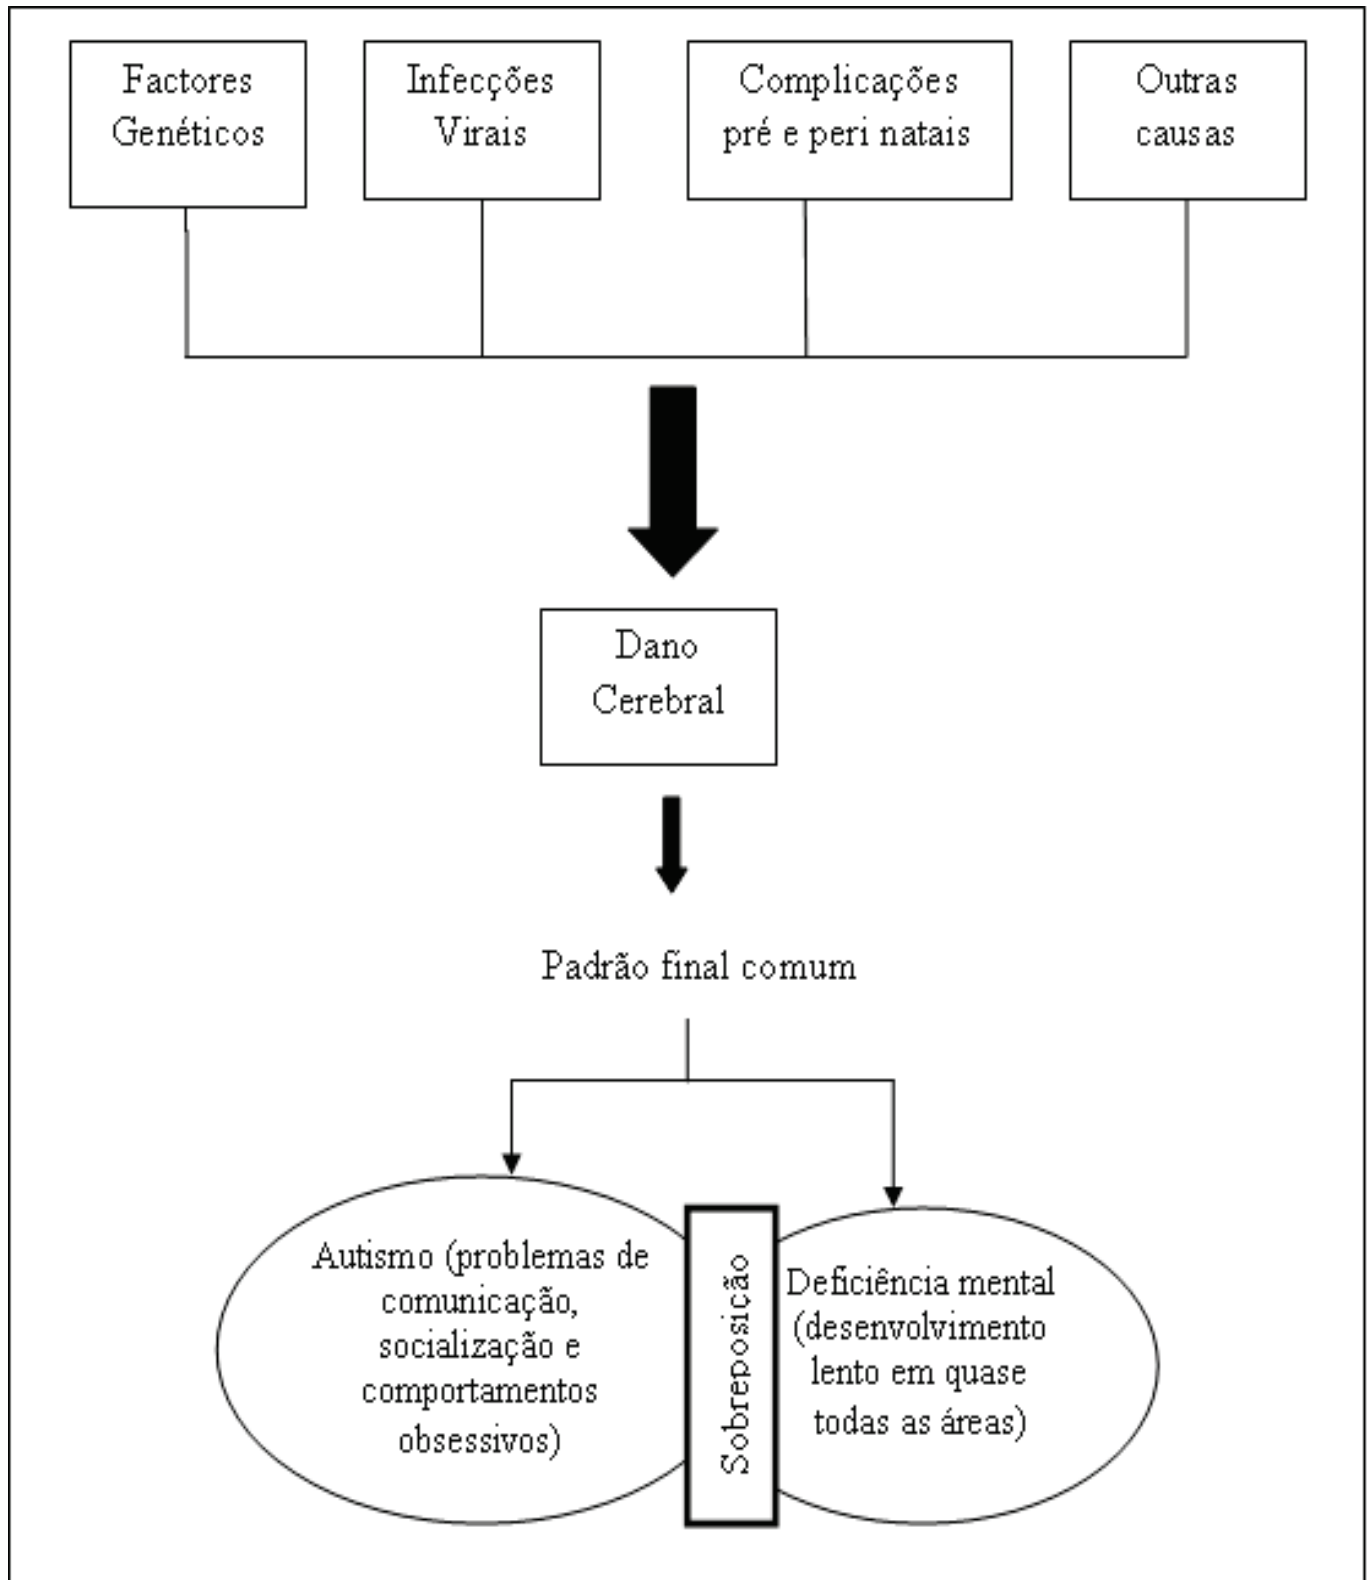 Factores
Genéticos
Infecções
Virais
Complicações
pré e peri natais
Outras
causas
Dano
Cerebral
Padrão final comum
Autismo (problemas de
comunicação,
socialização e
comportamentos
obsessivos)
Sobreposição
Deficiência mental
(desenvolvimento
lento em quase
todas as áreas)